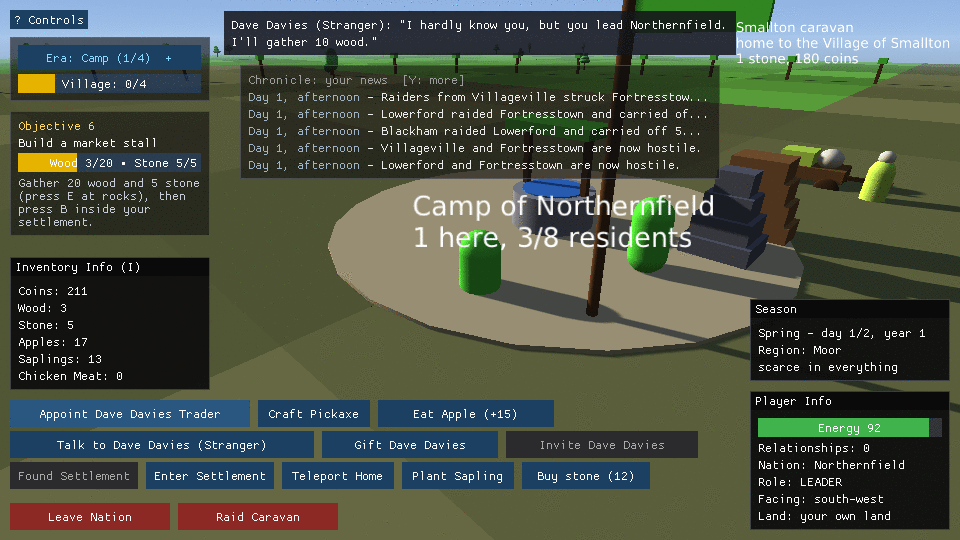 ? Controls
Era: Camp (1/4) +
Village: 0/4
Objective 6
Build a market stall
Wood 3/20 • Stone 5/5
Gather 20 wood and 5 stone
(press E at rocks), then
press B inside your
settlement.
Inventory Info (I)
Coins: 211
Wood: 3
Stone: 5
Apples: 17
Saplings: 13
Chicken Meat: 0
Dave Davies (Stranger): "I hardly know you, but you lead Northernfield.
I'll gather 10 wood."
Chronicle: your news [Y: more]
Day 1, afternoon – Raiders from Villageville struck Fortresstow...
Day 1, afternoon – Lowerford raided Fortresstown and carried of...
Day 1, afternoon – Blackham raided Lowerford and carried off 5...
Day 1, afternoon – Villageville and Fortresstown are now hostile.
Day 1, afternoon – Lowerford and Fortresstown are now hostile.
Smallton caravan
home to the Village of Smallton
1 stone, 180 coins
Camp of Northernfield
1 here, 3/8 residents
Season
Spring – day 1/2, year 1
Region: Moor
scarce in everything
Player Info
Energy 92
Relationships: 0
Nation: Northernfield
Role: LEADER
Facing: south-west
Land: your own land
Appoint Dave Davies Trader
Craft Pickaxe
Eat Apple (+15)
Talk to Dave Davies (Stranger)
Gift Dave Davies
Invite Dave Davies
Found Settlement
Enter Settlement
Teleport Home
Plant Sapling
Buy stone (12)
Leave Nation
Raid Caravan